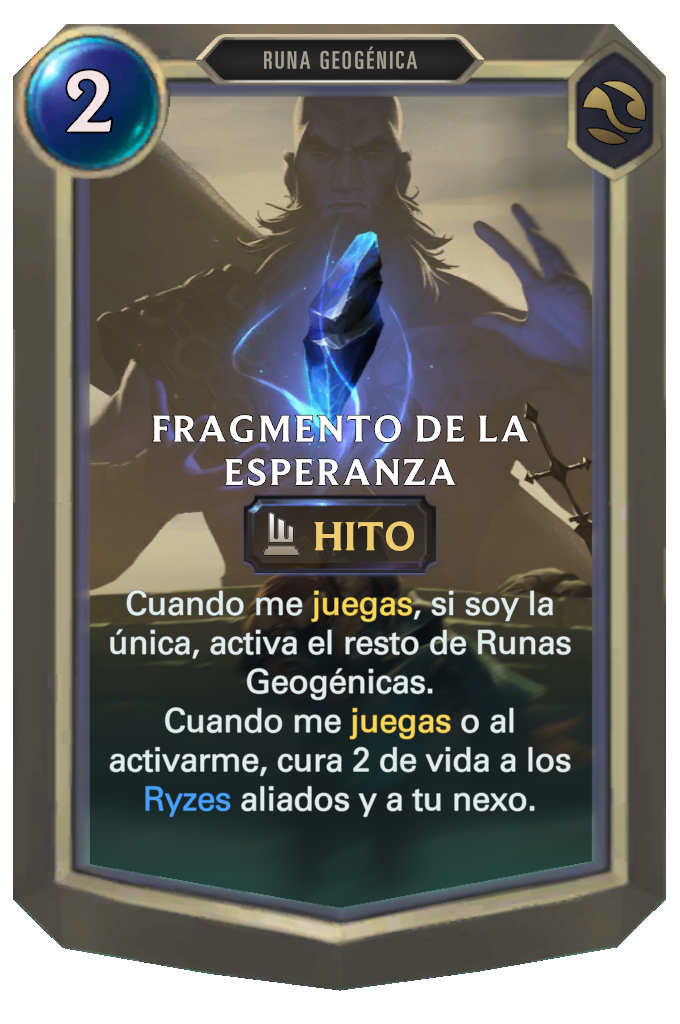 RUNA GEOGÉNICA
2
FRAGMENTO DE LA
ESPERANZA
HITO
Cuando me juegas, si soy la
única, activa el resto de Runas
Geogénicas.
Cuando me juegas o al
activarme, cura 2 de vida a los
Ryzes aliados y a tu nexo.